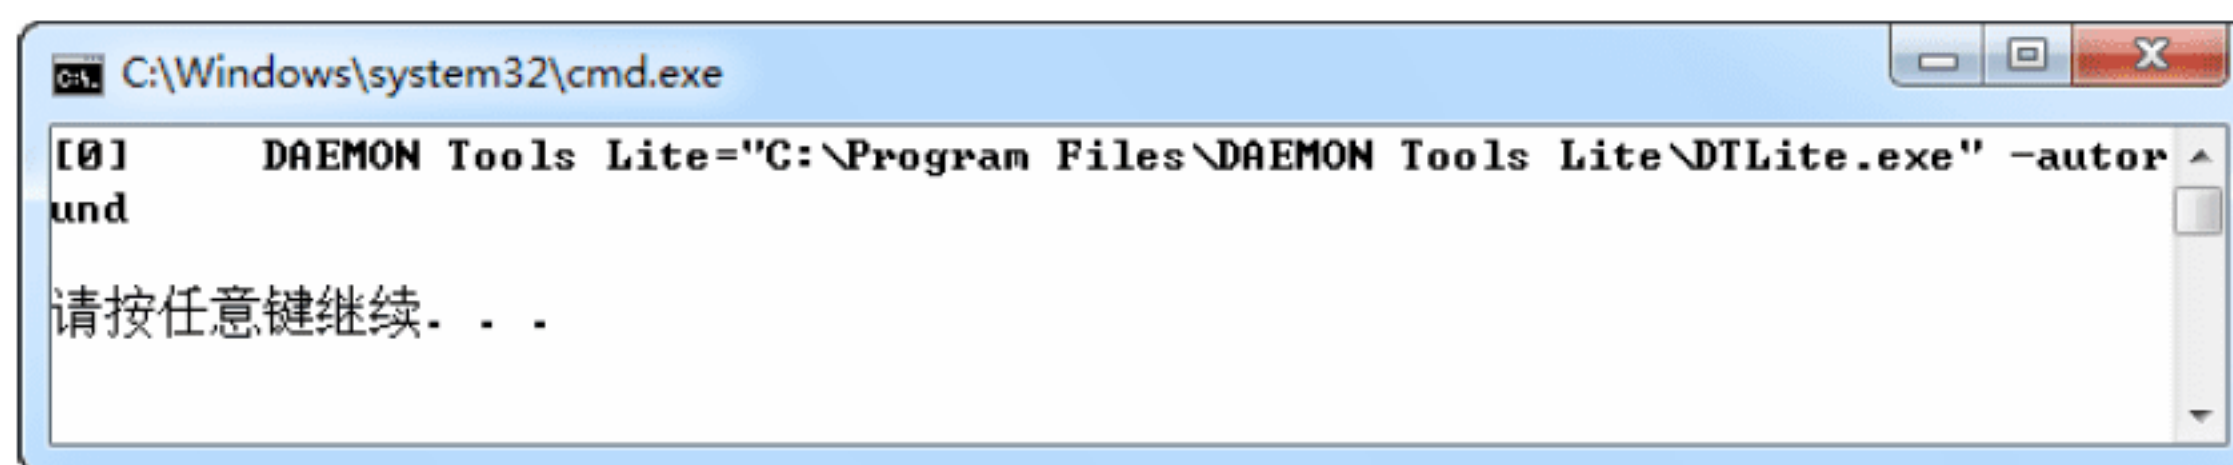 C:\Windows\system32\cmd.exe
[0] DAEMON Tools Lite="C:\Program Files\DAEMON Tools Lite\DTLite.exe" -autor
und
请按任意键继续. . .